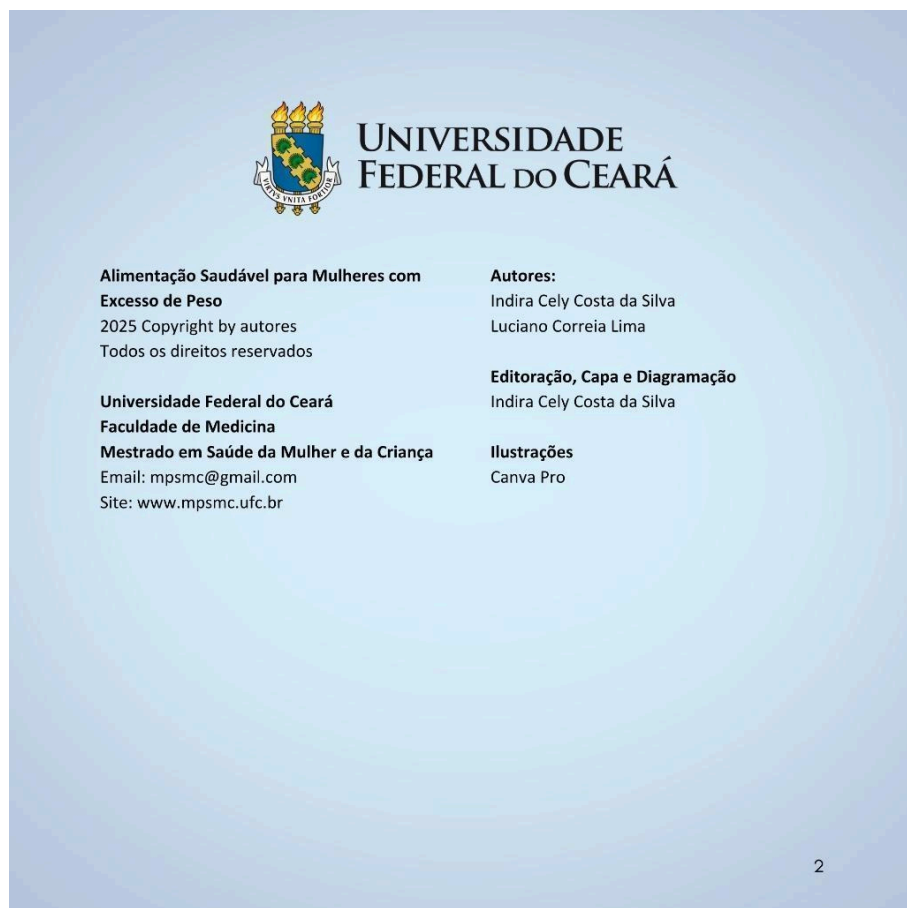 VIRTVS VNITA FORTIOR
UNIVERSIDADE
FEDERAL DO CEARÁ
Alimentação Saudável para Mulheres com
Excesso de Peso
2025 Copyright by autores
Todos os direitos reservados
Universidade Federal do Ceará
Faculdade de Medicina
Mestrado em Saúde da Mulher e da Criança
Email: mpsmc@gmail.com
Site: www.mpsmc.ufc.br
Autores:
Indira Cely Costa da Silva
Luciano Correia Lima
Editoração, Capa e Diagramação
Indira Cely Costa da Silva
Ilustrações
Canva Pro
2